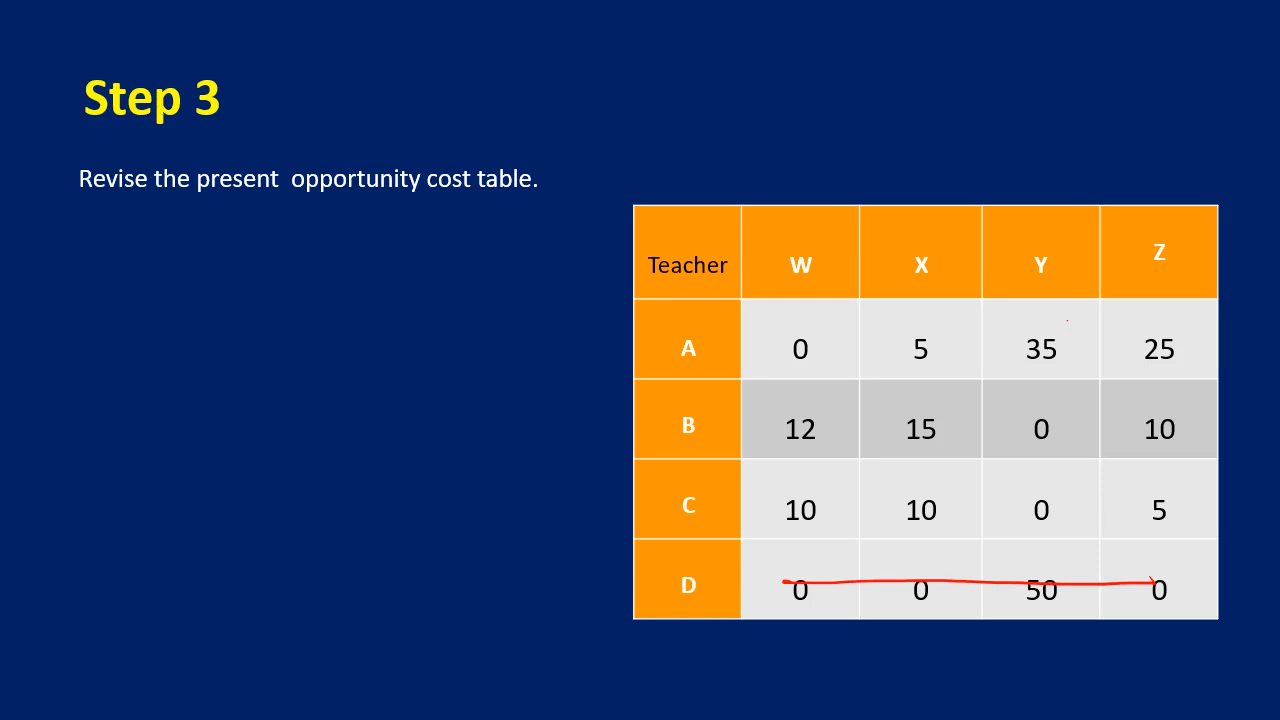 Step 3
Revise the present  opportunity cost table.
Teacher W X Y Z
A 0 5 35 25
B 12 15 0 10
C 10 10 0 5
D 0 0 50 0